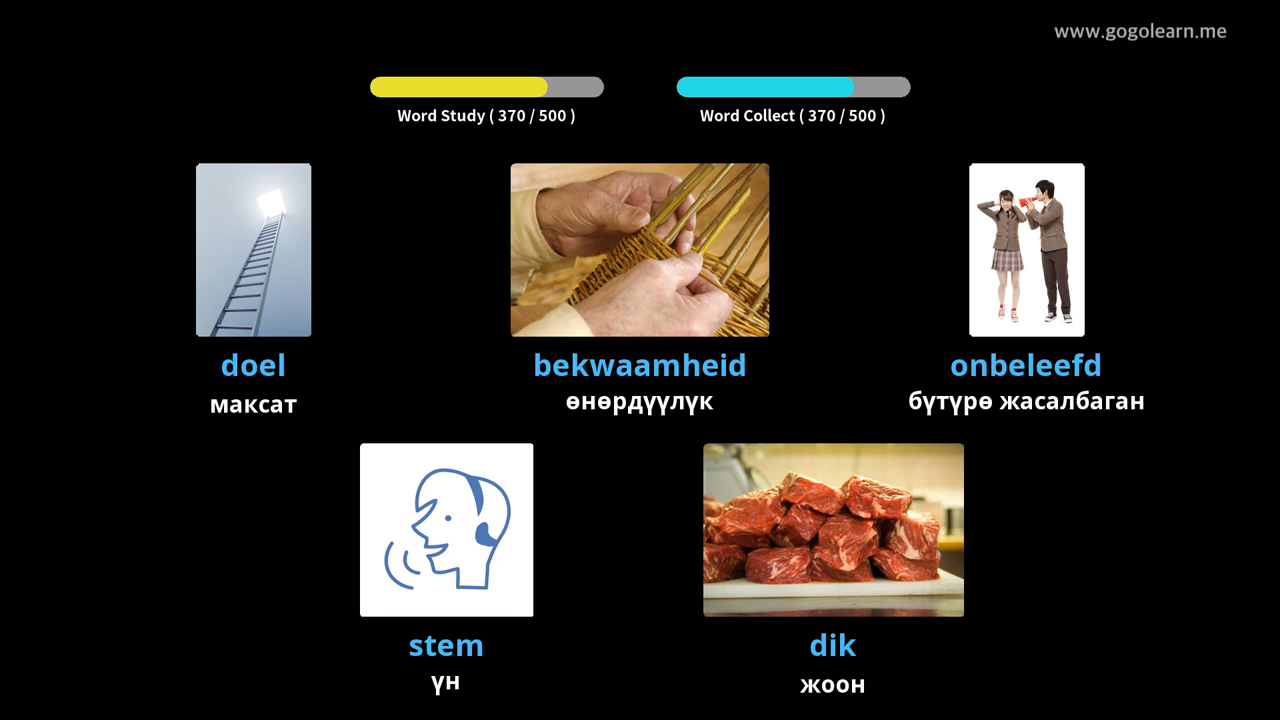 www.gogolearn.me
Word Study ( 370 / 500 )
Word Collect ( 370 / 500 )
doel
максат
bekwaamheid
өнөрдүүлүк
onbeleefd
бүтүрө жасалбаган
stem
үн
dik
жоон